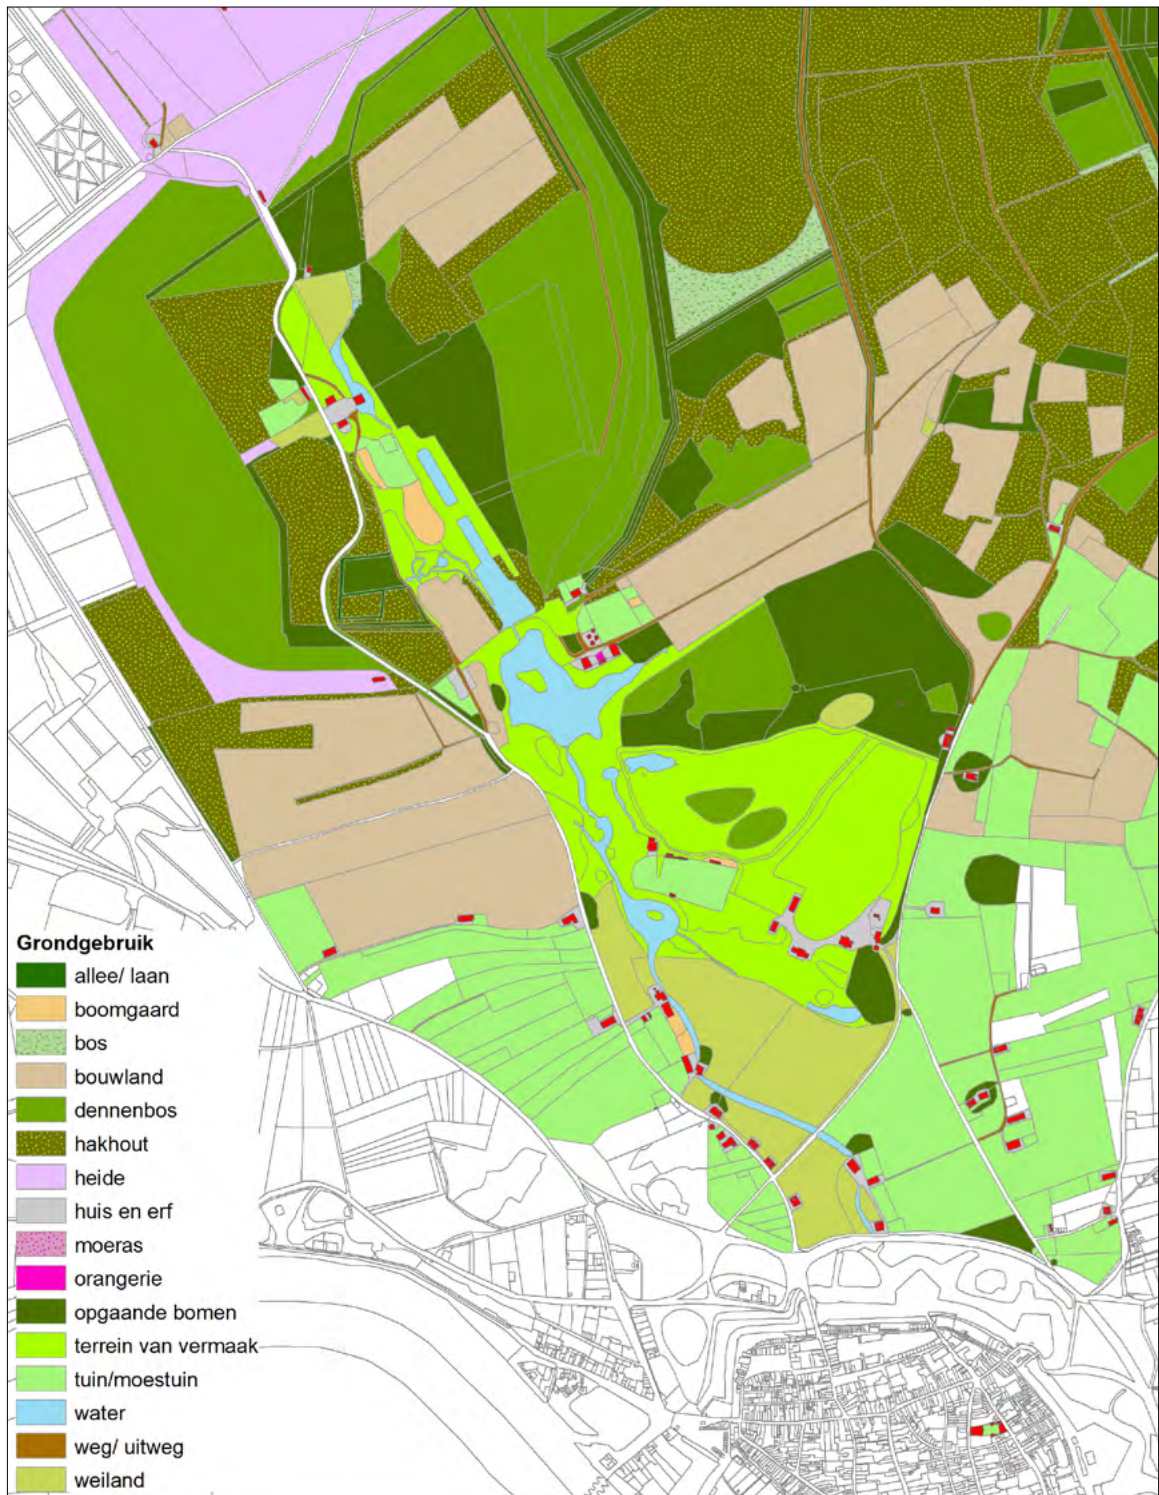 Grondgebruik
allee/ laan
boomgaard
bos
bouwland
dennenbos
hakhout
heide
huis en erf
moeras
orangerie
opgaande bomen
terrein van vermaak
tuin/moestuin
water
weg/ uitweg
weiland